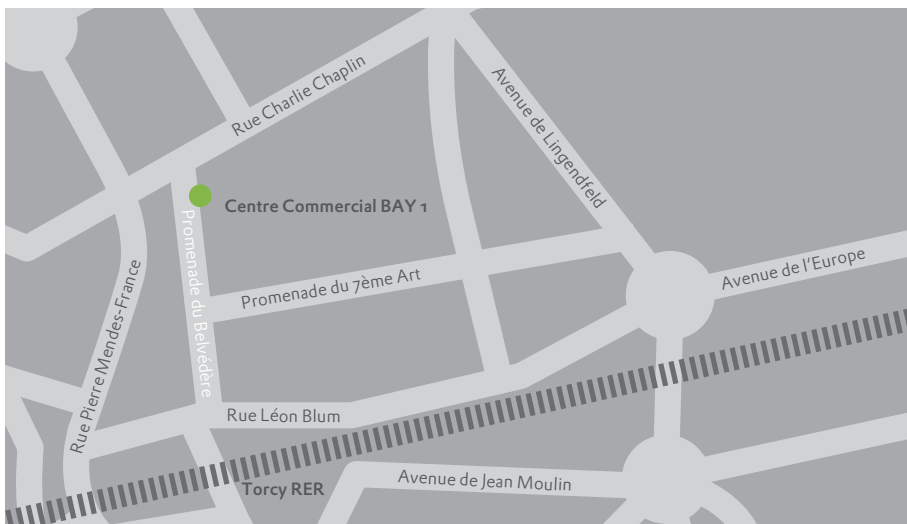 Rue Charlie Chaplin
Avenue de Lingendfeld
Centre Commercial BAY 1
Promenade du Belvédère
Promenade du 7ème Art
Avenue de l'Europe
Rue Pierre Mendes-France
Rue Léon Blum
Torcy RER
Avenue de Jean Moulin